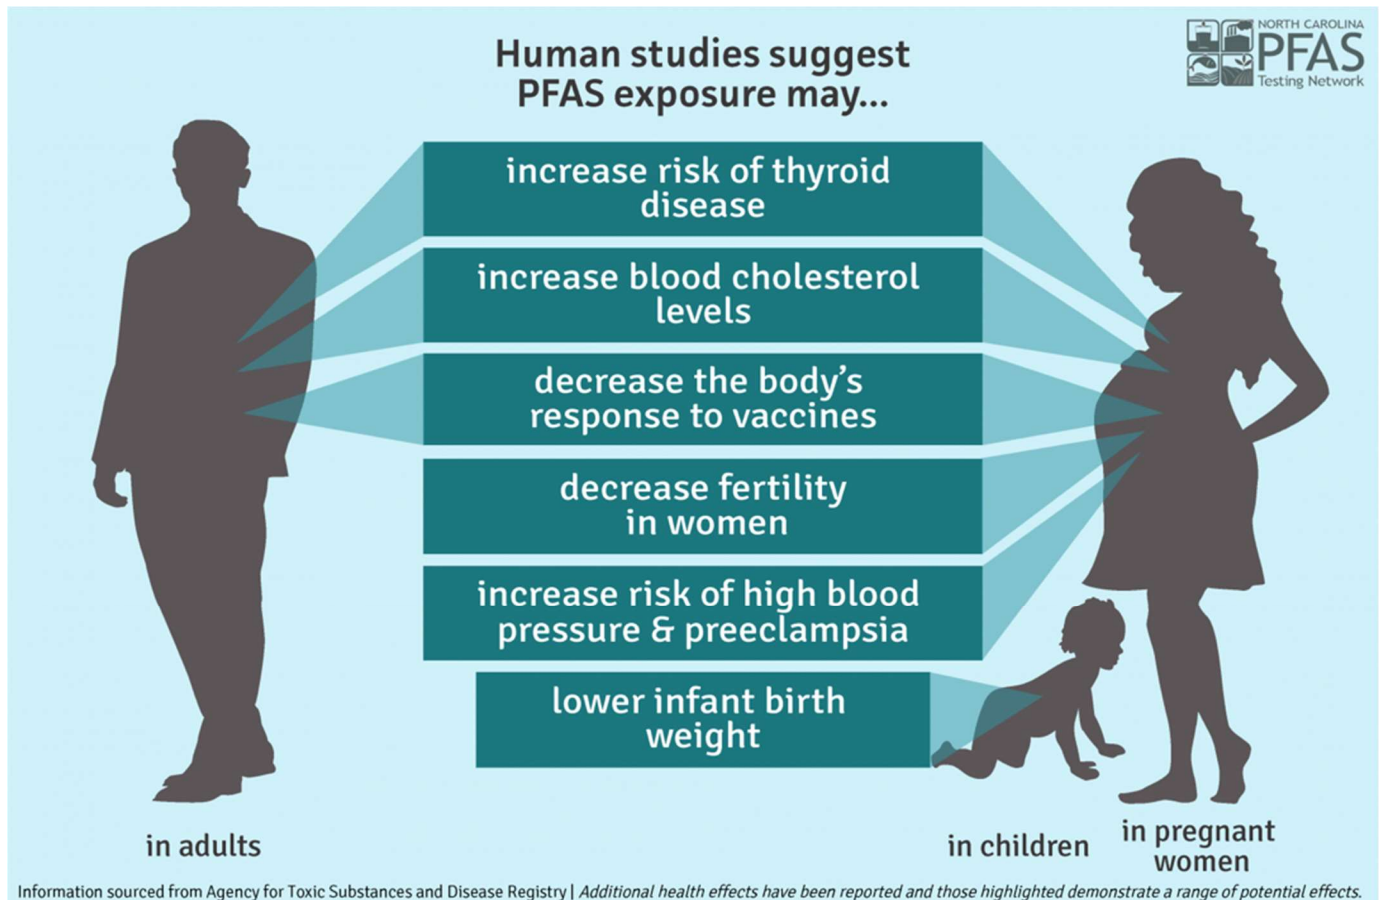 Human studies suggest
PFAS exposure may...
NORTH CAROLINA
PFAS
Testing Network
increase risk of thyroid
disease
increase blood cholesterol
levels
decrease the body's
response to vaccines
decrease fertility
in women
increase risk of high blood
pressure & preeclampsia
lower infant birth
weight
in adults
in children
in pregnant
women
Information sourced from Agency for Toxic Substances and Disease Registry | Additional health effects have been reported and those highlighted demonstrate a range of potential effects.